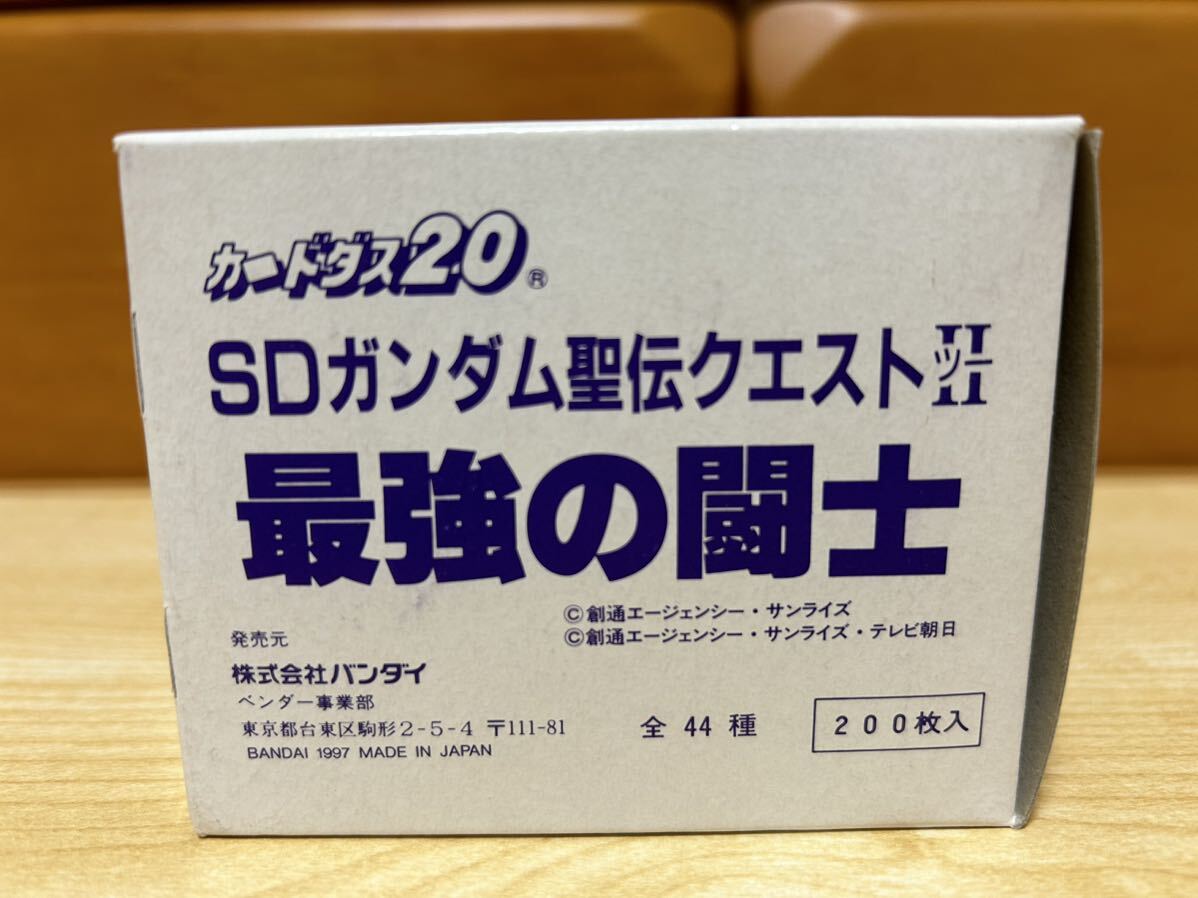 カードダス20®
SDガンダム聖伝クエストⅡツー
最強の闘士
©創通エージェンシー・サンライズ
©創通エージェンシー・サンライズ・テレビ朝日
発売元
株式会社バンダイ
ベンダー事業部
東京都台東区駒形2-5-4 〒111-81
BANDAI 1997 MADE IN JAPAN
全 44 種
200枚入